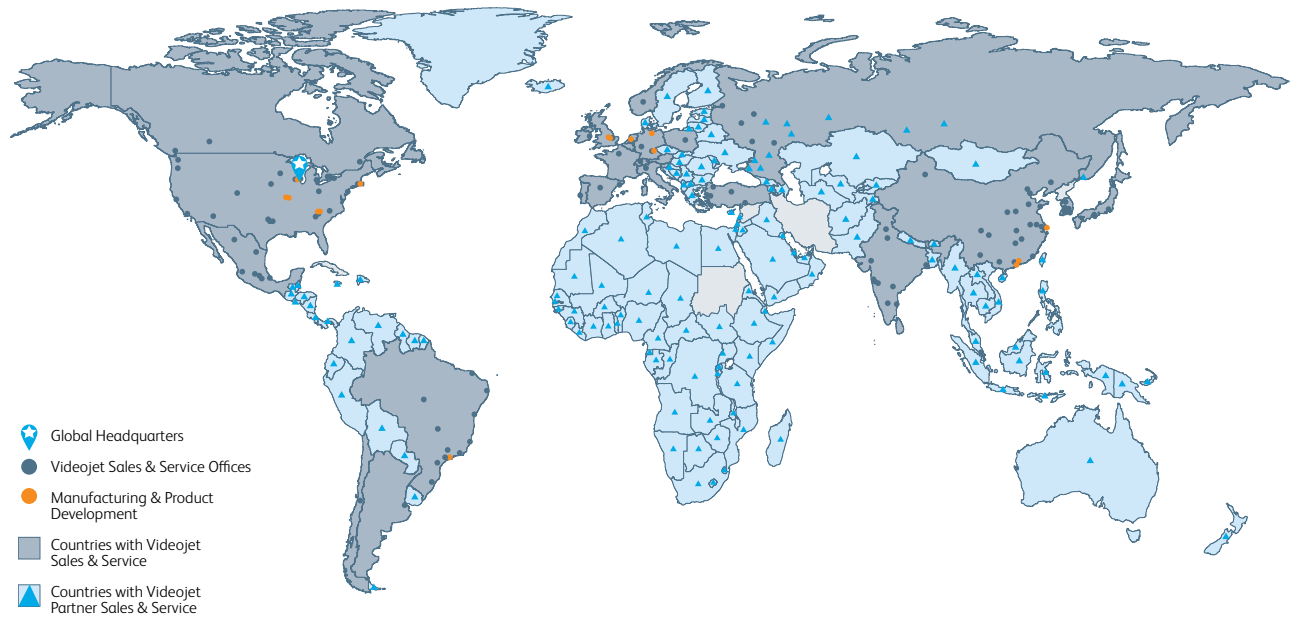 Global Headquarters
Videojet Sales & Service Offices
Manufacturing & Product
Development
Countries with Videojet
Sales & Service
Countries with Videojet
Partner Sales & Service